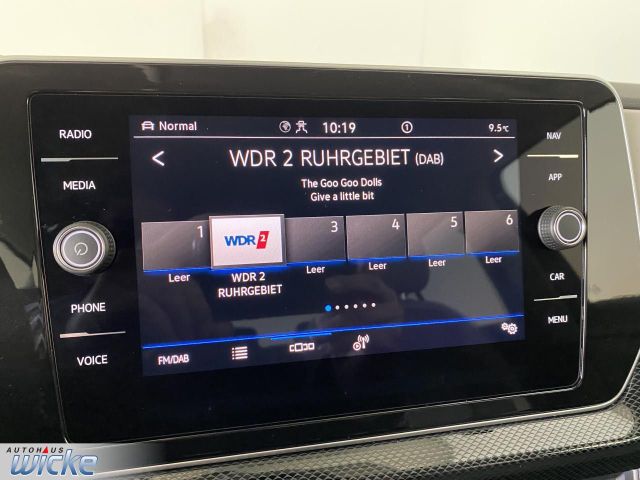 RADIO
MEDIA
PHONE
VOICE
Normal 10:19 1 9.5°C
WDR 2 RUHRGEBIET (DAB)
The Goo Goo Dolls
Give a little bit
1 WDR 2 3 4 5 6
Leer WDR 2 Leer Leer Leer Leer
RUHRGEBIET
FM/DAB
NAV
APP
CAR
MENU
AUTOHAUS
WICKE